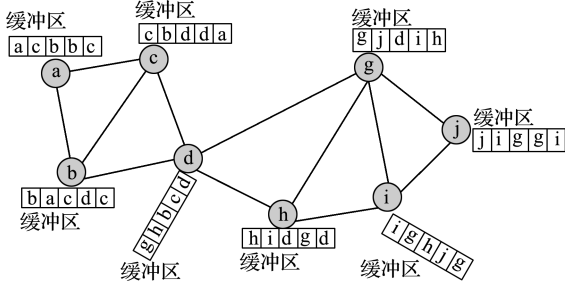 缓冲区
a c b b c
a
缓冲区
c b d d a
c
缓冲区
g j d i h
g
缓冲区
j i g g i
j
b
b a c d c
缓冲区
d
g h b c d
缓冲区
h
h i d g d
缓冲区
i
i g h j g
缓冲区